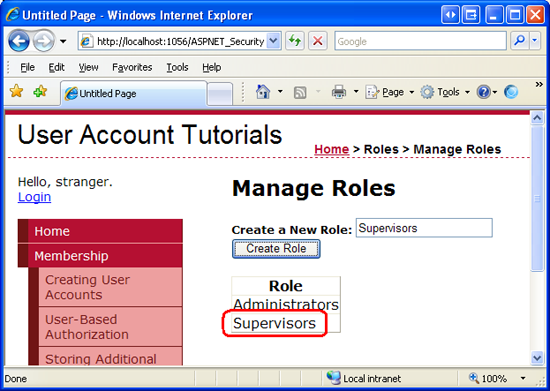 Untitled Page - Windows Internet Explorer
http://localhost:1056/ASPNET_Security
Google
File Edit View Favorites Tools Help
Untitled Page
Page Tools
User Account Tutorials
Home > Roles > Manage Roles
Hello, stranger.
Login
Home
Membership
Creating User
Accounts
User-Based
Authorization
Storing Additional
Manage Roles
Create a New Role: Supervisors
Create Role
Role
Administrators
Supervisors
Done
Local intranet
100%